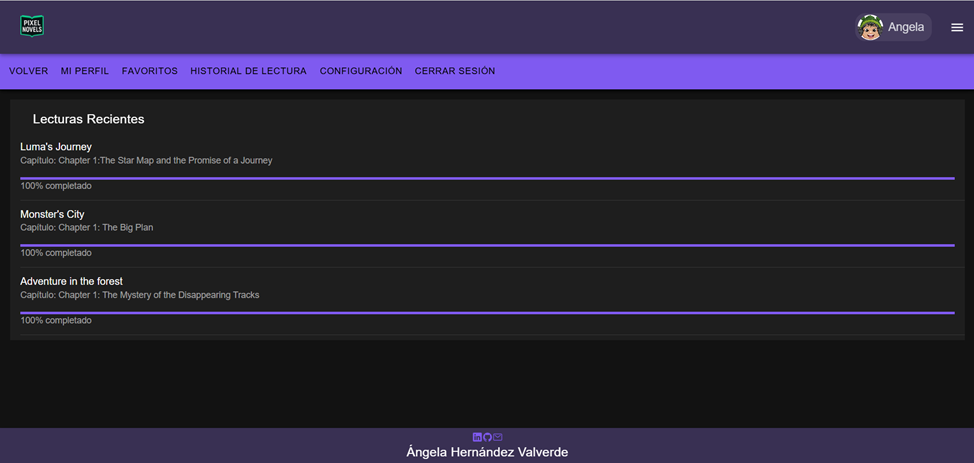 PIXEL
NOVELS
Angela
VOLVER MI PERFIL FAVORITOS HISTORIAL DE LECTURA CONFIGURACIÓN CERRAR SESIÓN
Lecturas Recientes
Luma's Journey
Capítulo: Chapter 1:The Star Map and the Promise of a Journey
100% completado
Monster's City
Capítulo: Chapter 1: The Big Plan
100% completado
Adventure in the forest
Capítulo: Chapter 1: The Mystery of the Disappearing Tracks
100% completado
Ángela Hernández Valverde